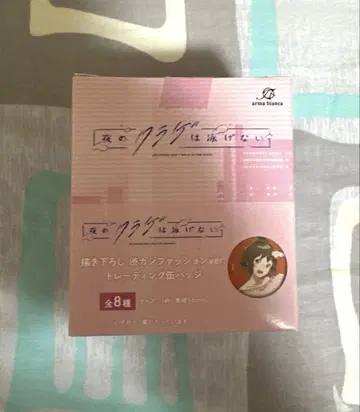 arma bianca
夜のクラゲは泳げない
夜のクラゲは泳げない
描き下ろし 渋カジファッションver.
トレーディング缶バッジ
全8種